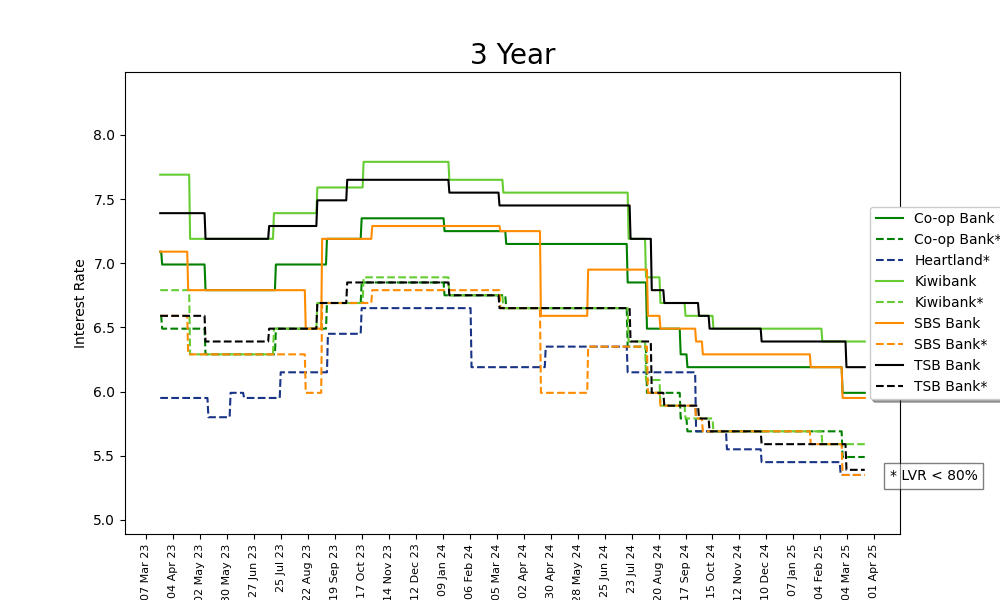 3 Year
8.0
7.5
7.0
6.5
6.0
5.5
5.0
Interest Rate
07 Mar 23
04 Apr 23
02 May 23
30 May 23
27 Jun 23
25 Jul 23
22 Aug 23
19 Sep 23
17 Oct 23
14 Nov 23
12 Dec 23
09 Jan 24
06 Feb 24
05 Mar 24
02 Apr 24
30 Apr 24
28 May 24
25 Jun 24
23 Jul 24
20 Aug 24
17 Sep 24
15 Oct 24
12 Nov 24
10 Dec 24
07 Jan 25
04 Feb 25
04 Mar 25
01 Apr 25
Co-op Bank
Co-op Bank*
Heartland*
Kiwibank
Kiwibank*
SBS Bank
SBS Bank*
TSB Bank
TSB Bank*
* LVR < 80%